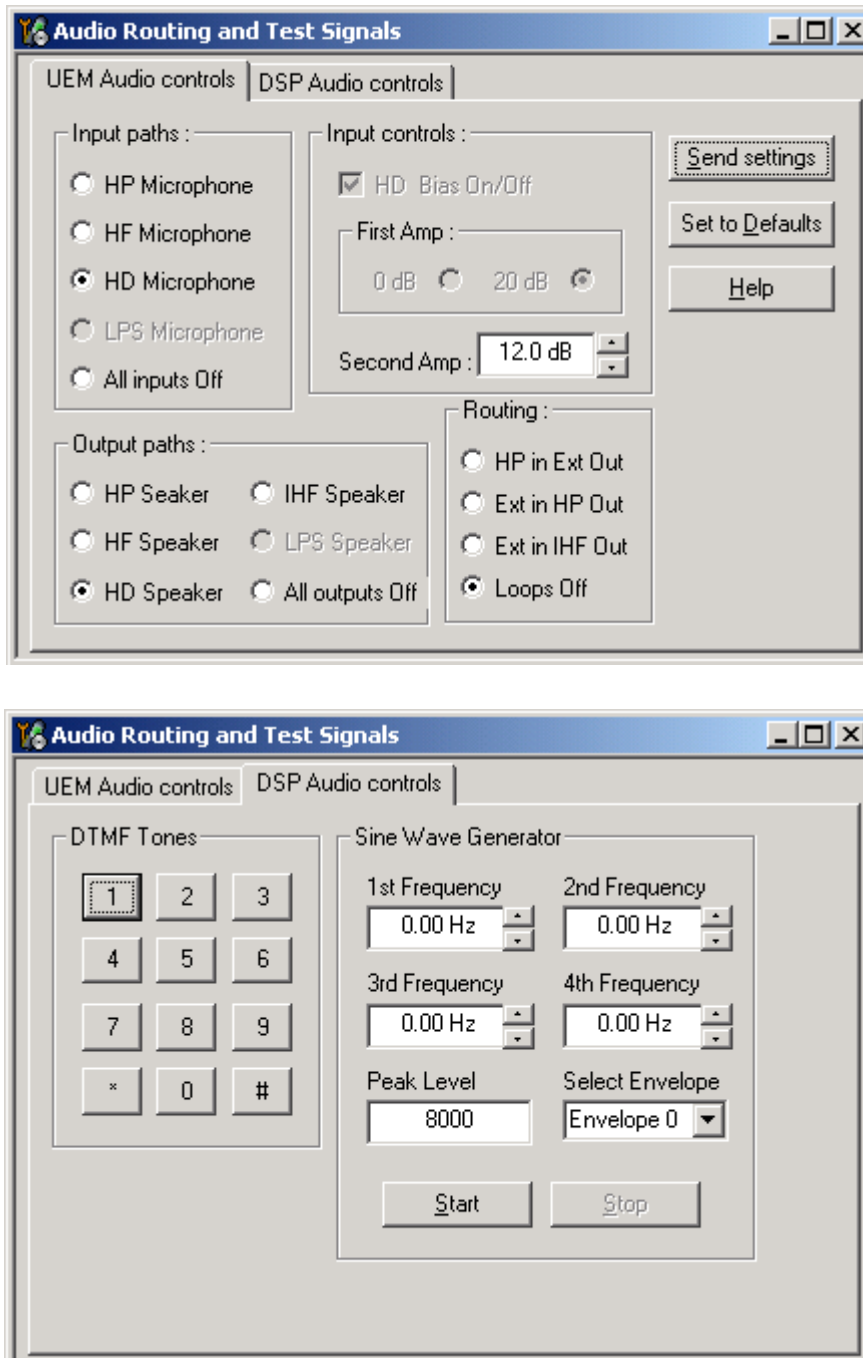 Audio Routing and Test Signals
UEM Audio controls
DSP Audio controls
Input paths :
HP Microphone
HF Microphone
HD Microphone
LPS Microphone
All inputs Off
Input controls :
HD Bias On/Off
First Amp :
0 dB 20 dB
Second Amp : 12.0 dB
Send settings
Set to Defaults
Help
Output paths :
HP Seaker IHF Speaker
HF Speaker LPS Speaker
HD Speaker All outputs Off
Routing :
HP in Ext Out
Ext in HP Out
Ext in IHF Out
Loops Off
Audio Routing and Test Signals
UEM Audio controls
DSP Audio controls
DTMF Tones
1 2 3
4 5 6
7 8 9
* 0 #
Sine Wave Generator
1st Frequency 2nd Frequency
0.00 Hz 0.00 Hz
3rd Frequency 4th Frequency
0.00 Hz 0.00 Hz
Peak Level Select Envelope
8000 Envelope 0
Start Stop